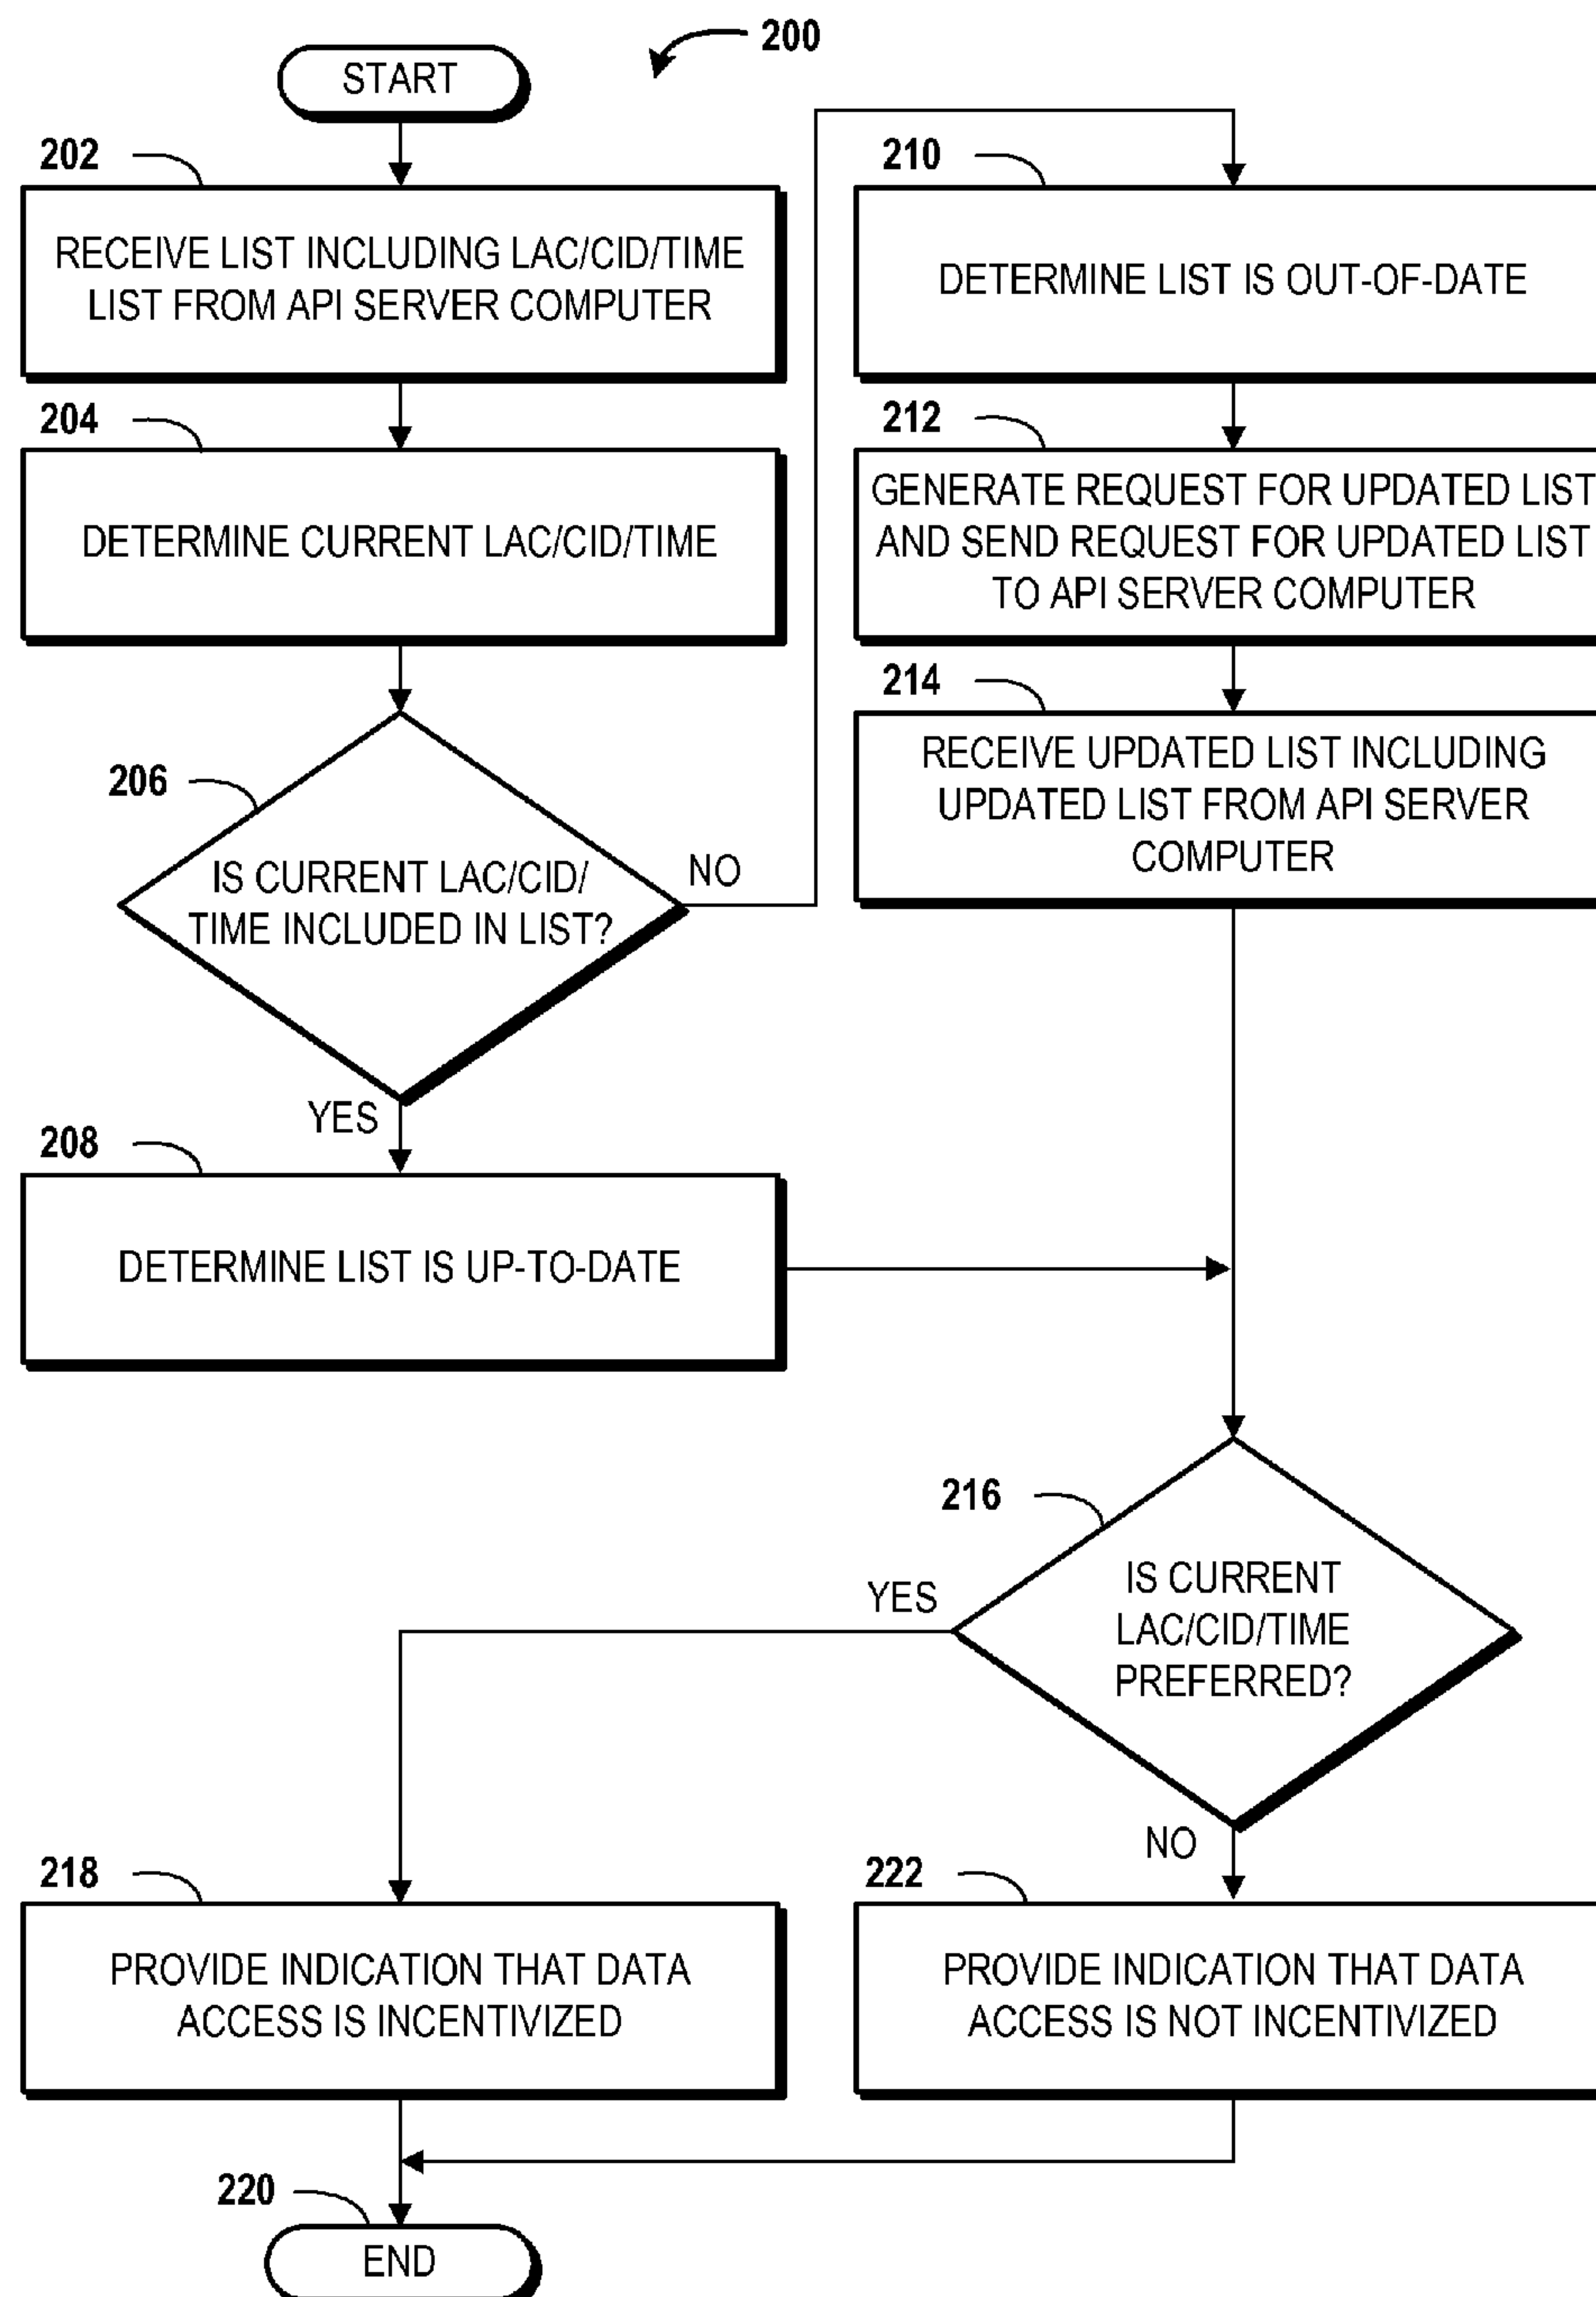 200
START
202
RECEIVE LIST INCLUDING LAC/CID/TIME
LIST FROM API SERVER COMPUTER
204
DETERMINE CURRENT LAC/CID/TIME
206
IS CURRENT LAC/CID/
TIME INCLUDED IN LIST?
NO
YES
208
DETERMINE LIST IS UP-TO-DATE
210
DETERMINE LIST IS OUT-OF-DATE
212
GENERATE REQUEST FOR UPDATED LIST
AND SEND REQUEST FOR UPDATED LIST
TO API SERVER COMPUTER
214
RECEIVE UPDATED LIST INCLUDING
UPDATED LIST FROM API SERVER
COMPUTER
216
IS CURRENT
LAC/CID/TIME
PREFERRED?
YES
NO
218
PROVIDE INDICATION THAT DATA
ACCESS IS INCENTIVIZED
222
PROVIDE INDICATION THAT DATA
ACCESS IS NOT INCENTIVIZED
220
END